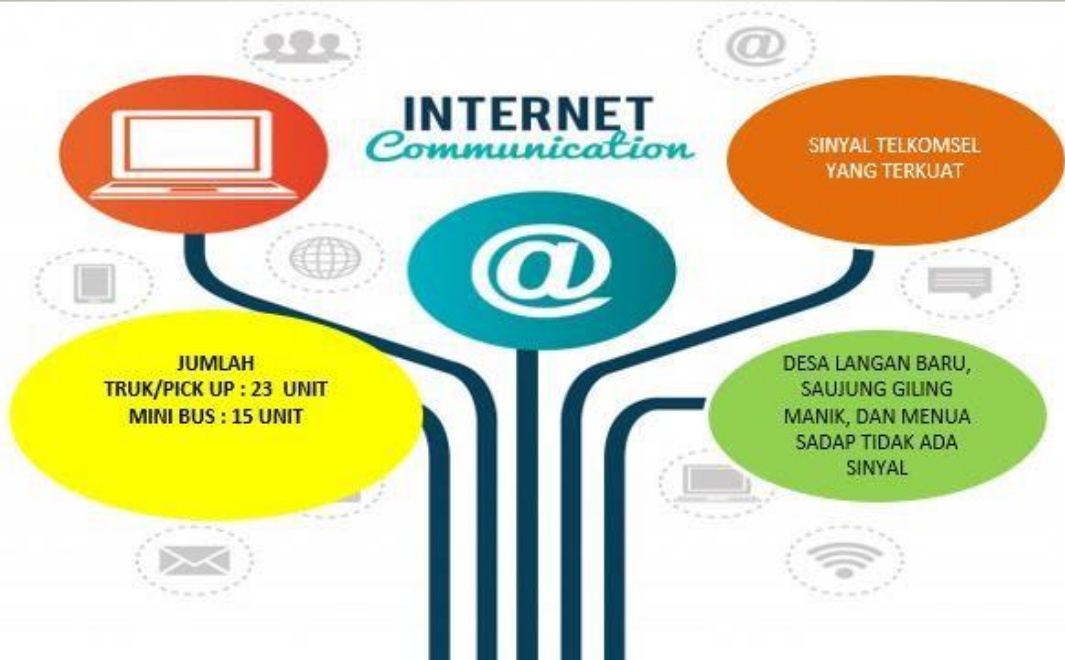 INTERNET
Communication
SINYAL TELKOMSEL
YANG TERKUAT
@
JUMLAH
TRUK/PICK UP : 23 UNIT
MINI BUS : 15 UNIT
DESA LANGAN BARU,
SAUJUNG GILING
MANIK, DAN MENUA
SADAP TIDAK ADA
SINYAL